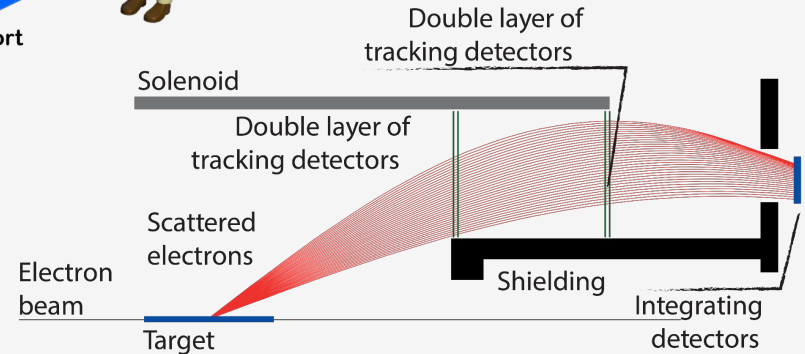 ort
Double layer of
tracking detectors
Solenoid
Double layer of
tracking detectors
Scattered
electrons
Electron
beam
Shielding
Integrating
detectors
Target